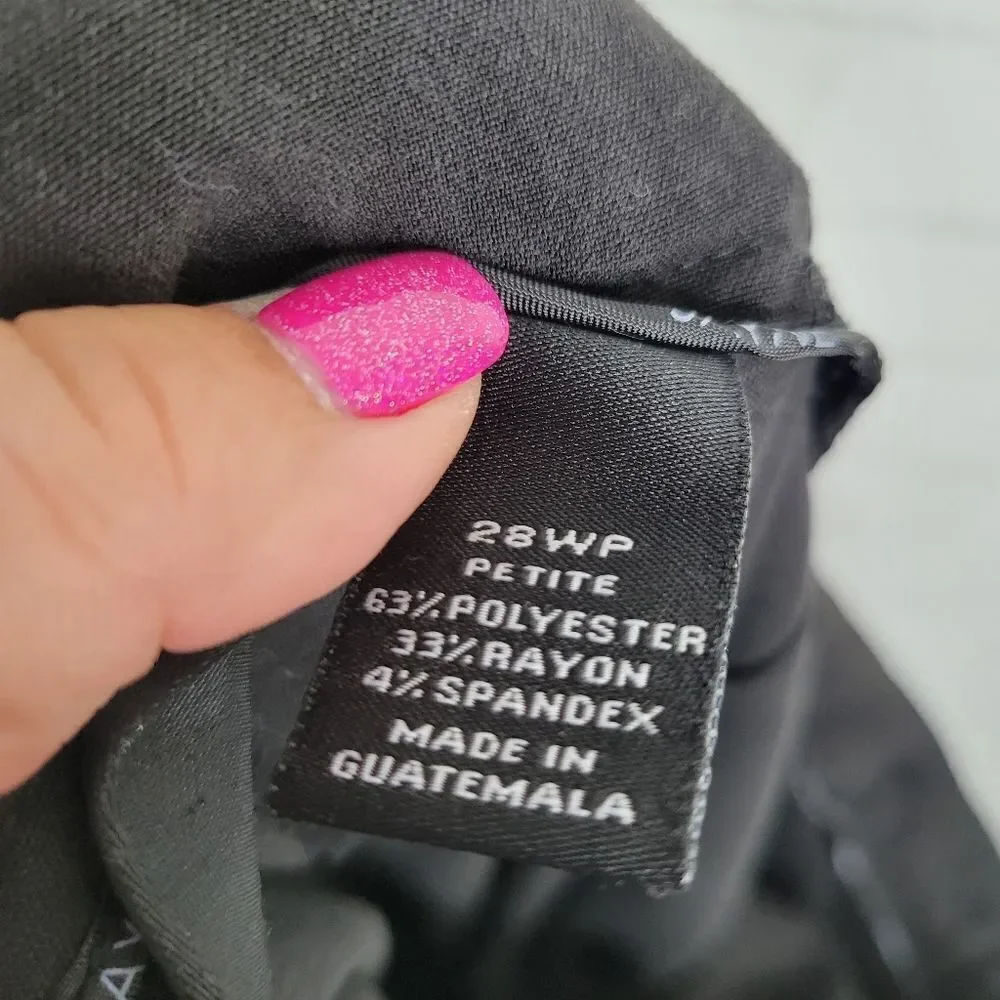 28WP
PETITE
63%POLYESTER
33%RAYON
4%SPANDEX
MADE IN
GUATEMALA